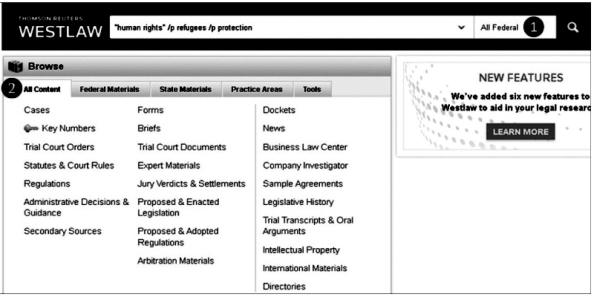 THOMSON REUTERS
WESTLAW
"human rights" /p refugees /p protection
All Federal
1
Browse
2
All Content
Federal Materials
State Materials
Practice Areas
Tools
Cases
Key Numbers
Trial Court Orders
Statutes & Court Rules
Regulations
Administrative Decisions &
Guidance
Secondary Sources
Forms
Briefs
Trial Court Documents
Expert Materials
Jury Verdicts & Settlements
Proposed & Enacted
Legislation
Proposed & Adopted
Regulations
Arbitration Materials
Dockets
News
Business Law Center
Company Investigator
Sample Agreements
Legislative History
Trial Transcripts & Oral
Arguments
Intellectual Property
International Materials
Directories
NEW FEATURES
We've added six new features to
Westlaw to aid in your legal researc
LEARN MORE